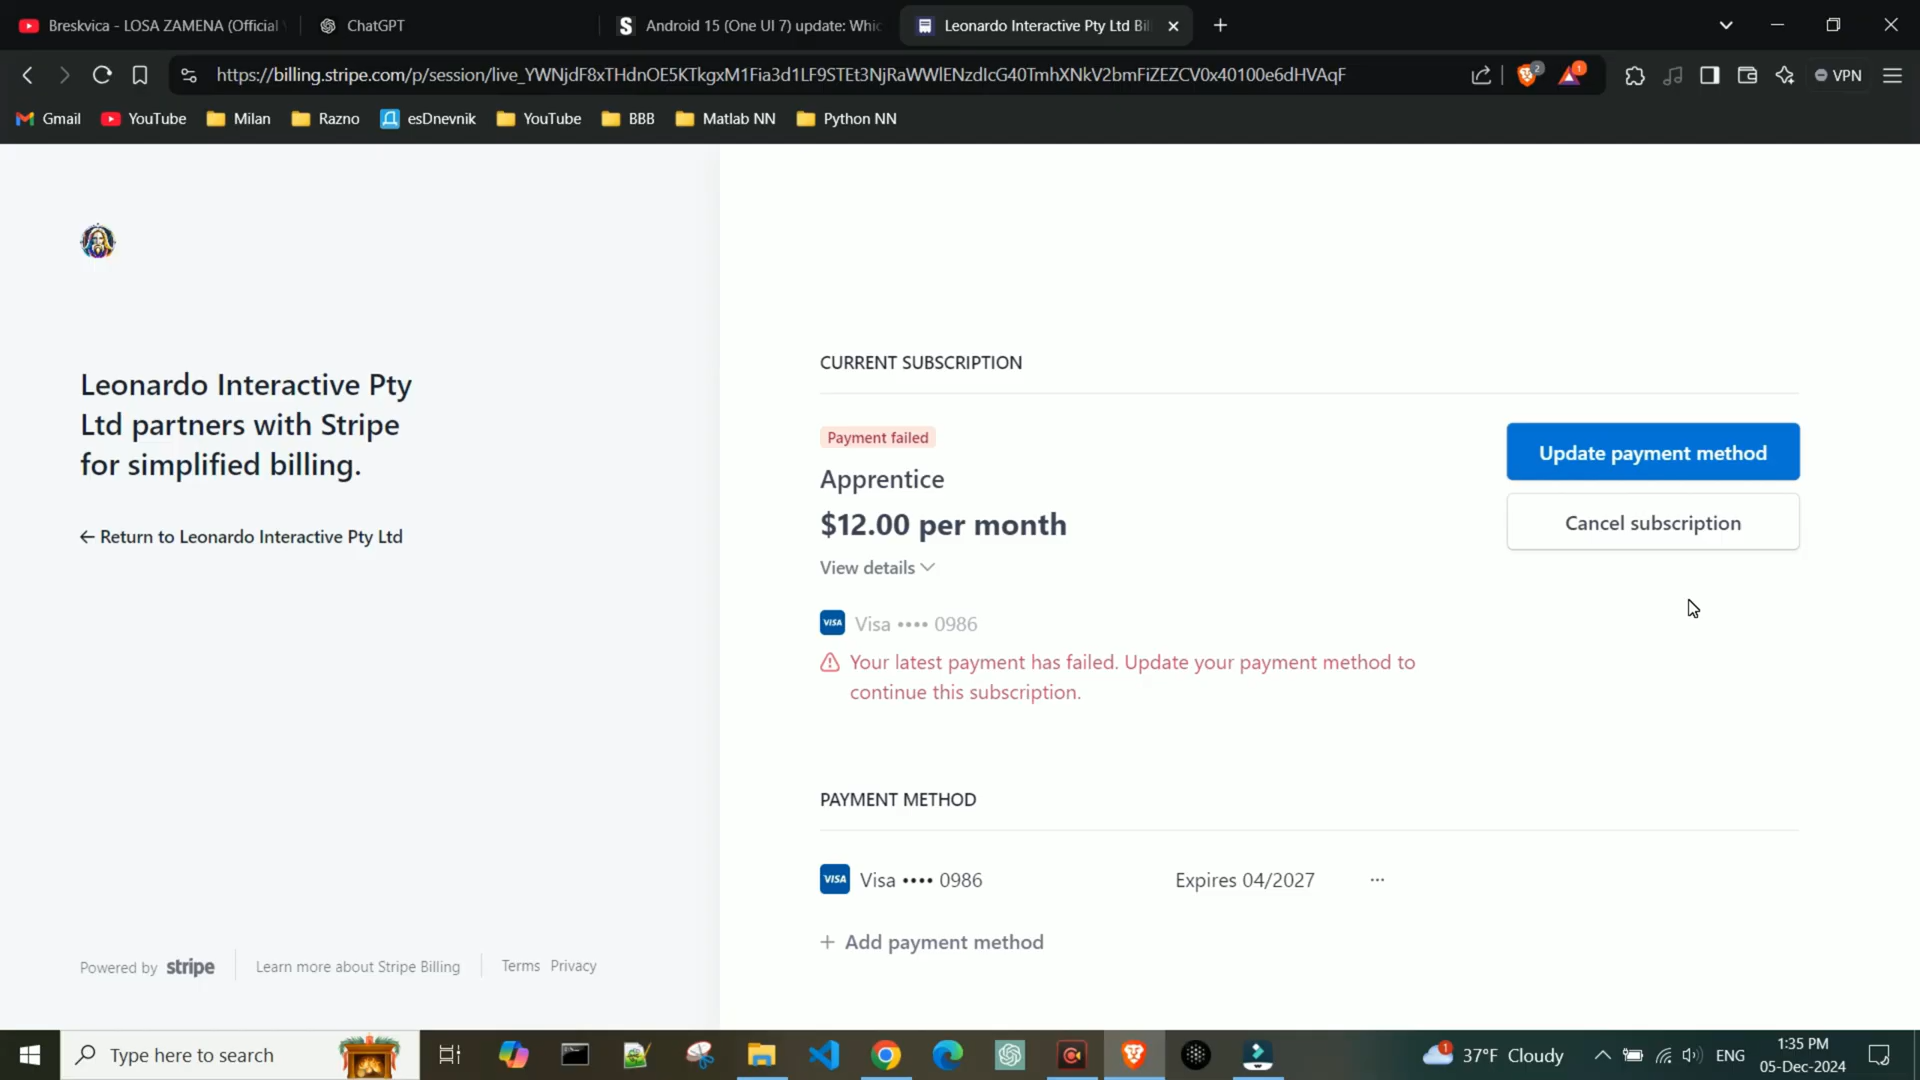 Breskvica - LOSA ZAMENA (Official
ChatGPT
Android 15 (One UI 7) update: Whic
Leonardo Interactive Pty Ltd Bil
https://billing.stripe.com/p/session/live_YWNjdF8xTHdnOE5KTkgxM1Fia3d1LF9STEt3NjRaWWlENzdIcG40TmhXNkV2bmFiZEZCV0x40100e6dHVAqF
2
1
VPN
Gmail
YouTube
Milan
Razno
esDnevnik
YouTube
BBB
Matlab NN
Python NN
Leonardo Interactive Pty
Ltd partners with Stripe
for simplified billing.
← Return to Leonardo Interactive Pty Ltd
Powered by stripe
Learn more about Stripe Billing
Terms Privacy
CURRENT SUBSCRIPTION
Payment failed
Apprentice
$12.00 per month
View details
Update payment method
Cancel subscription
VISA Visa •••• 0986
Your latest payment has failed. Update your payment method to
continue this subscription.
PAYMENT METHOD
VISA Visa •••• 0986 Expires 04/2027 ···
+ Add payment method
Type here to search
1
37°F Cloudy
ENG
1:35 PM
05-Dec-2024